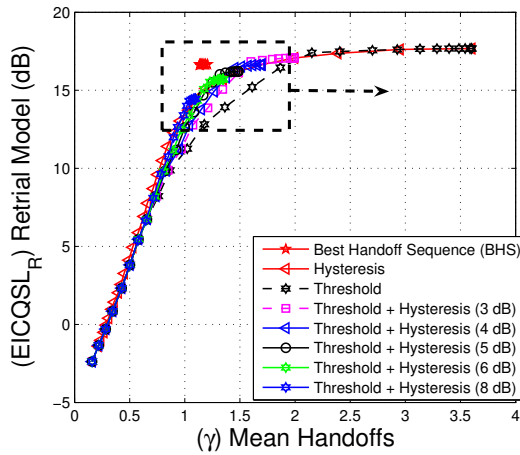 (EICQSL_R) Retrial Model (dB)
20
15
10
5
0
−5
0 0.5 1 1.5 2 2.5 3 3.5 4
(γ) Mean Handoffs
Best Handoff Sequence (BHS)
Hysteresis
Threshold
Threshold + Hysteresis (3 dB)
Threshold + Hysteresis (4 dB)
Threshold + Hysteresis (5 dB)
Threshold + Hysteresis (6 dB)
Threshold + Hysteresis (8 dB)